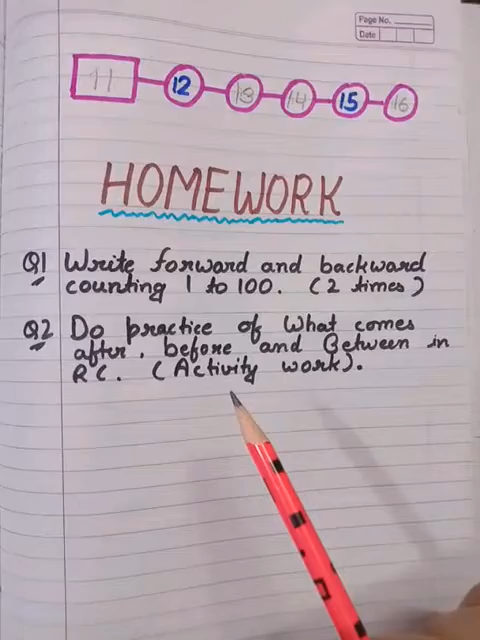 Page No.
Date
11 12 13 14 15 16
HOMEWORK
Q1 Write forward and backward
counting 1 to 100. (2 times)
Q2 Do practice of What comes
after, before and Between in
RC. (Activity work).